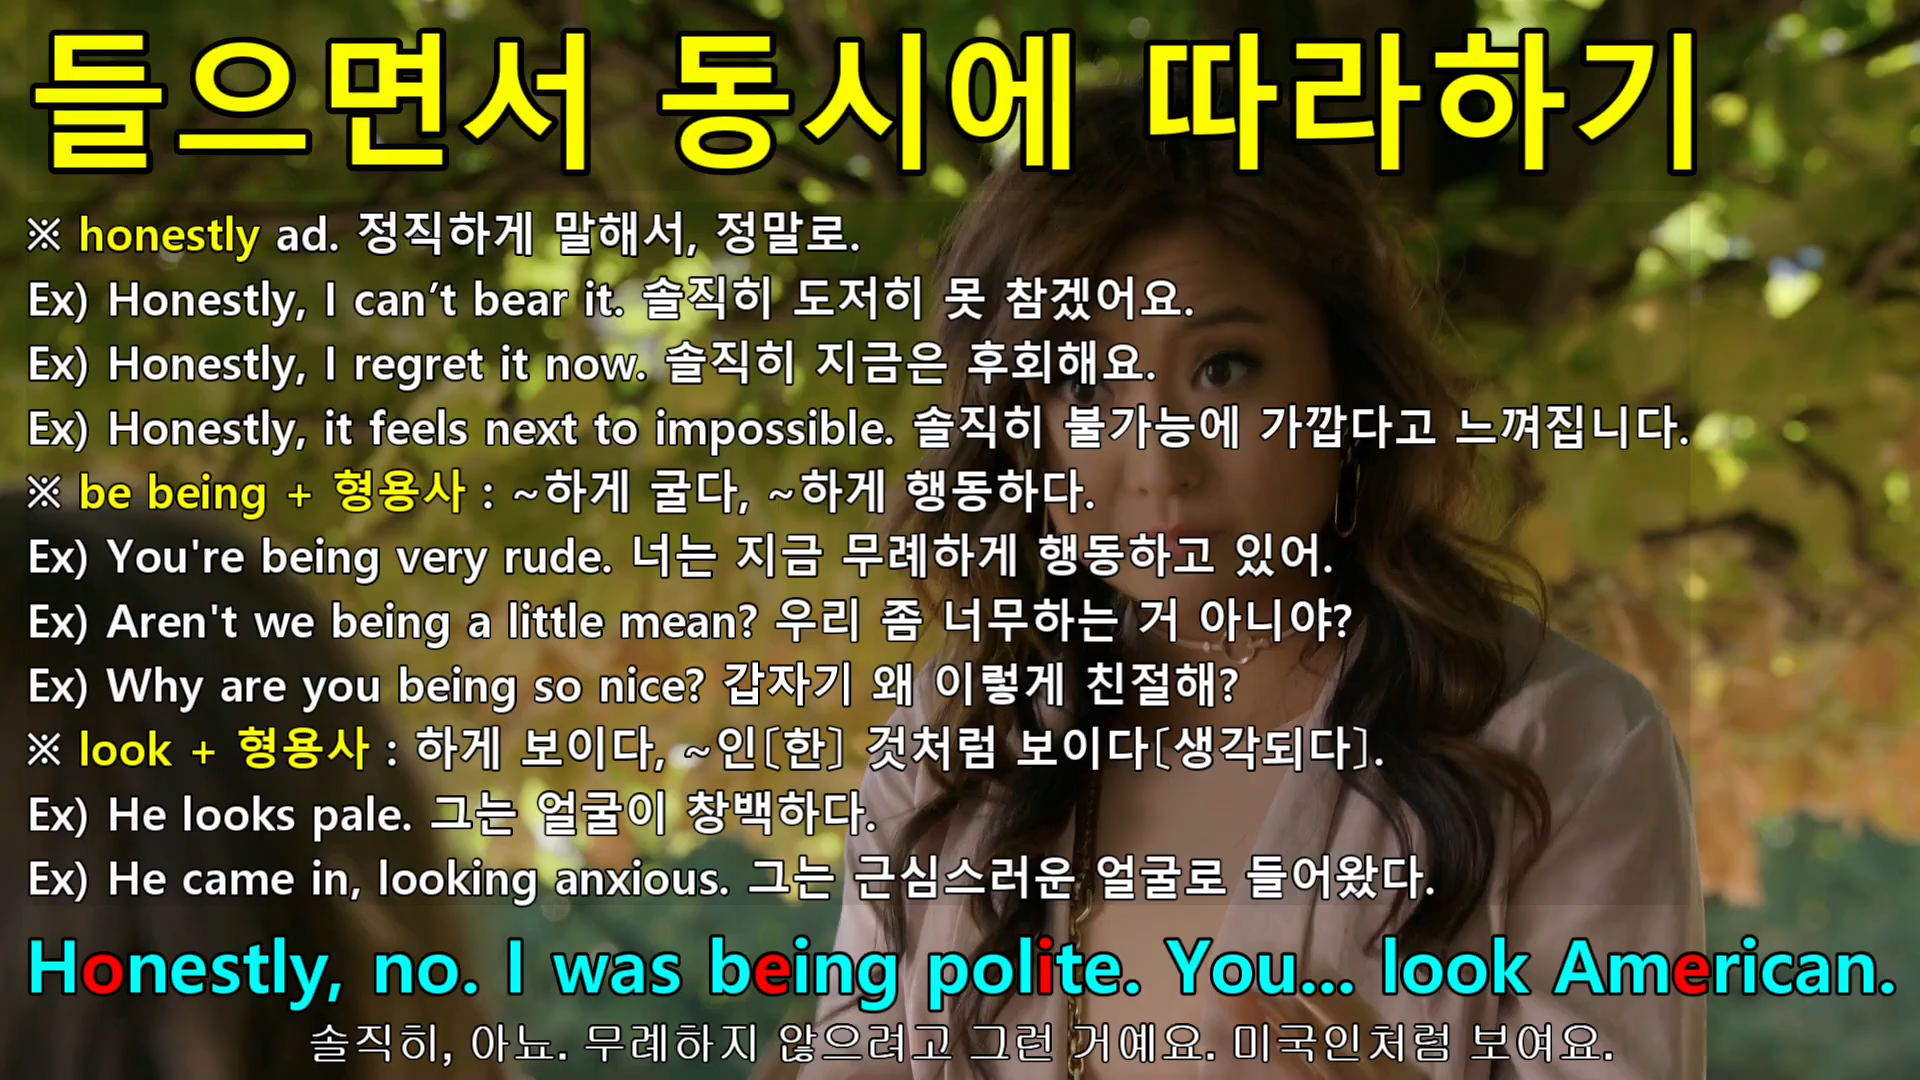 들으면서 동시에 따라하기
※ honestly ad. 정직하게 말해서, 정말로.
Ex) Honestly, I can’t bear it. 솔직히 도저히 못 참겠어요.
Ex) Honestly, I regret it now. 솔직히 지금은 후회해요.
Ex) Honestly, it feels next to impossible. 솔직히 불가능에 가깝다고 느껴집니다.
※ be being + 형용사 : ~하게 굴다, ~하게 행동하다.
Ex) You're being very rude. 너는 지금 무례하게 행동하고 있어.
Ex) Aren't we being a little mean? 우리 좀 너무하는 거 아니야?
Ex) Why are you being so nice? 갑자기 왜 이렇게 친절해?
※ look + 형용사 : 하게 보이다, ~인[한] 것처럼 보이다[생각되다].
Ex) He looks pale. 그는 얼굴이 창백하다.
Ex) He came in, looking anxious. 그는 근심스러운 얼굴로 들어왔다.
Honestly, no. I was being polite. You... look American.
솔직히, 아뇨. 무례하지 않으려고 그런 거예요. 미국인처럼 보여요.